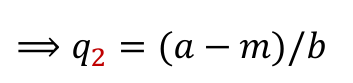 ⟹ q₂ = (a − m)/b